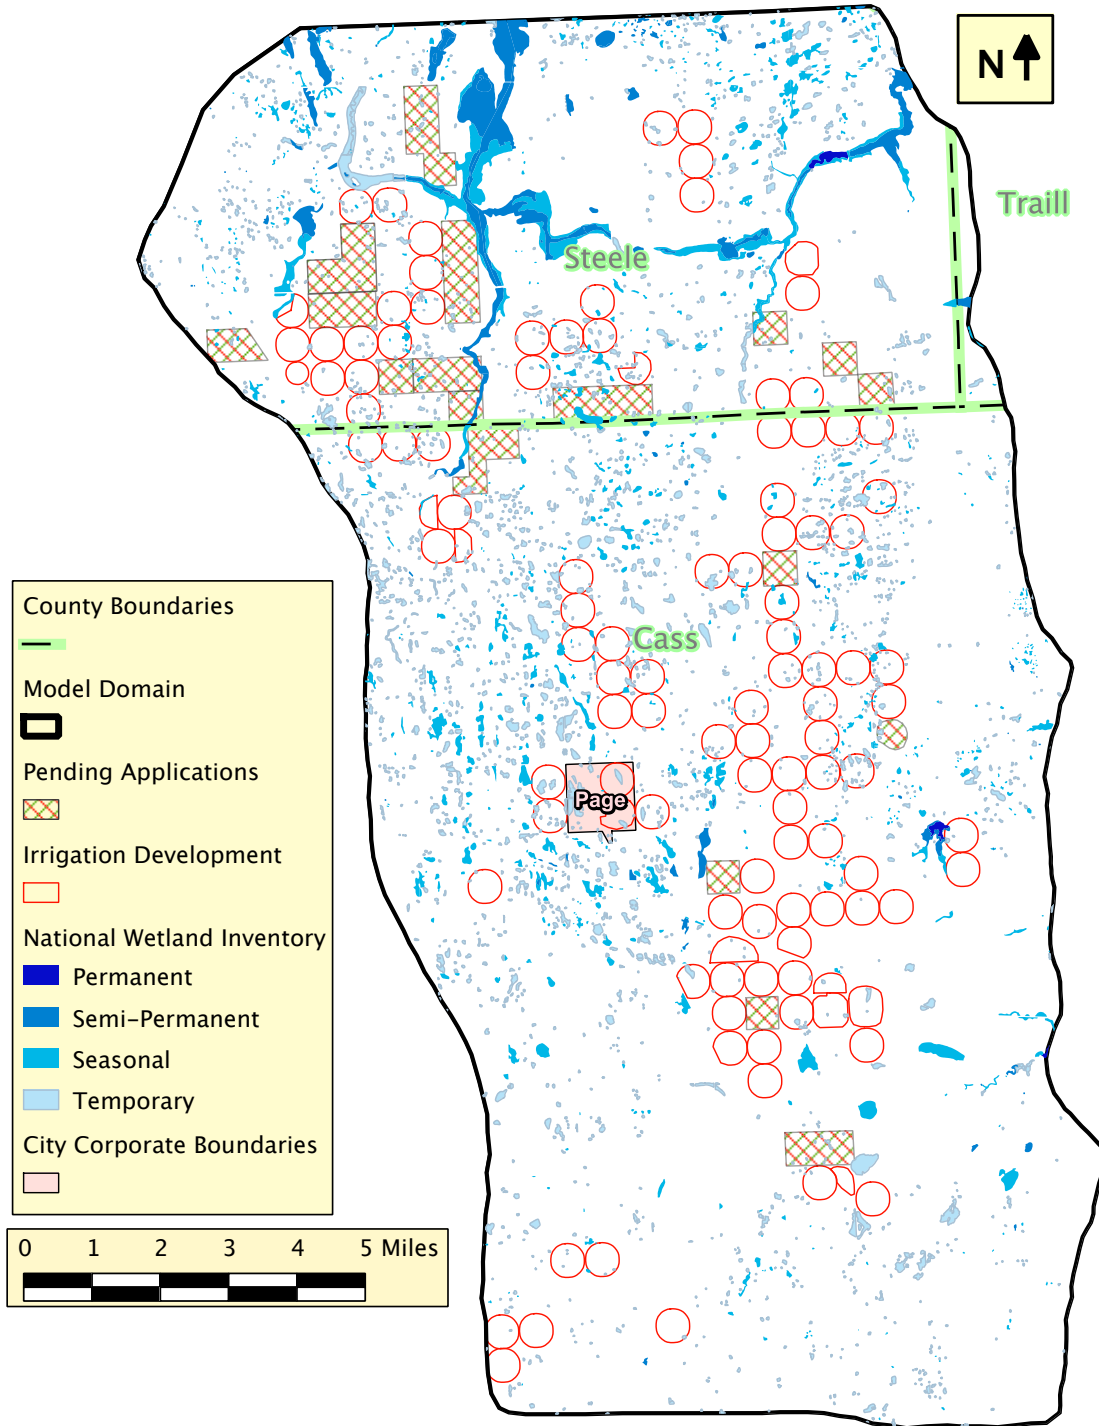 N
Traill
Steele
Cass
Page
County Boundaries
Model Domain
Pending Applications
Irrigation Development
National Wetland Inventory
Permanent
Semi-Permanent
Seasonal
Temporary
City Corporate Boundaries
0 1 2 3 4 5 Miles